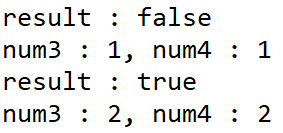 result : false
num3 : 1, num4 : 1
result : true
num3 : 2, num4 : 2